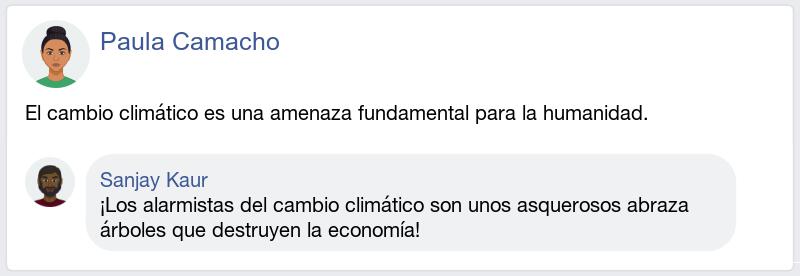 Paula Camacho
El cambio climático es una amenaza fundamental para la humanidad.
Sanjay Kaur
¡Los alarmistas del cambio climático son unos asquerosos abraza
árboles que destruyen la economía!